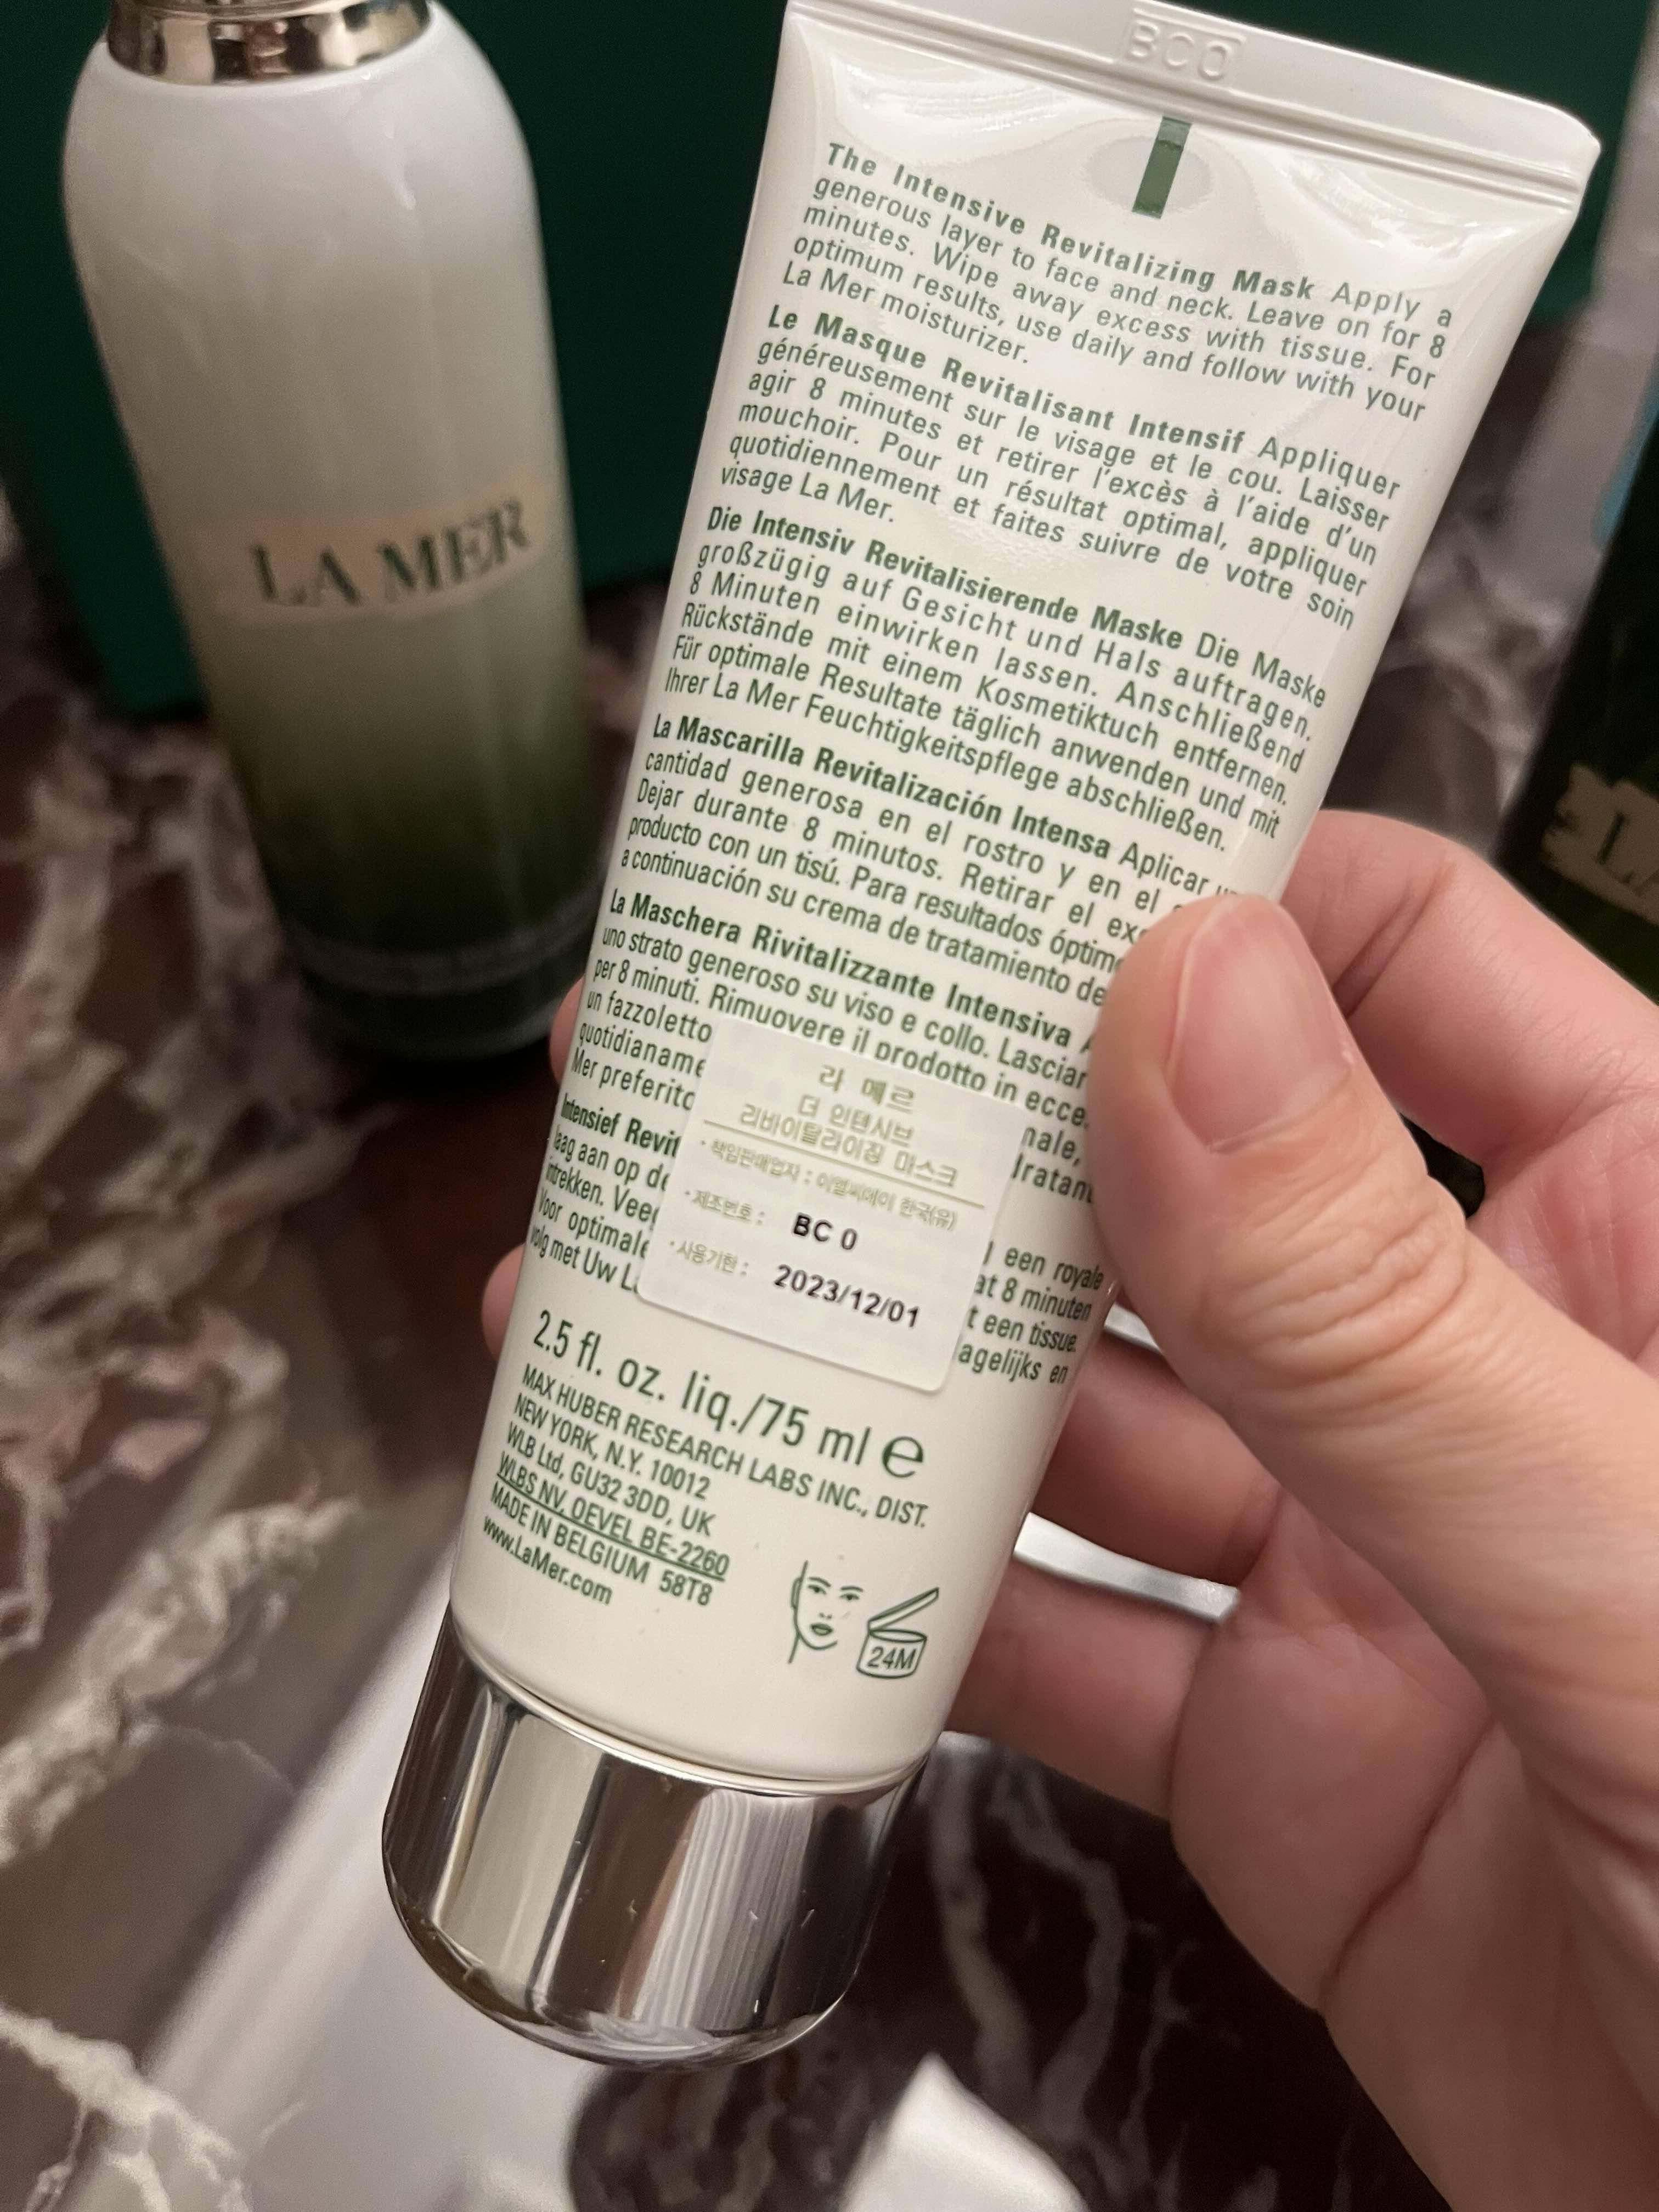 LA MER
BC0
The Intensive Revitalizing Mask Apply a
generous layer to face and neck. Leave on for 8
minutes. Wipe away excess with tissue. For
optimum results, use daily and follow with your
La Mer moisturizer.
Le Masque Revitalisant Intensif Appliquer
généreusement sur le visage et le cou. Laisser
agir 8 minutes et retirer l'excès à l'aide d'un
mouchoir. Pour un résultat optimal, appliquer
quotidiennement et faites suivre de votre soin
visage La Mer.
Die Intensiv Revitalisierende Maske Die Maske
großzügig auf Gesicht und Hals auftragen.
8 Minuten einwirken lassen. Anschließend
Rückstände mit einem Kosmetiktuch entfernen.
Für optimale Resultate täglich anwenden und mit
Ihrer La Mer Feuchtigkeitspflege abschließen.
La Mascarilla Revitalización Intensa Aplicar
cantidad generosa en el rostro y en el
Dejar durante 8 minutos. Retirar el
producto con un tisú. Para resultados
a continuación su crema de tratamiento de
La Maschera Rivitalizzante Intensiva
uno strato generoso su viso e collo. Lasciar
per 8 minuti. Rimuovere il prodotto in
un fazzoletto
라 메르
더 인텐시브
리바이탈라이징 마스크
· 책임판매업자 : 이엘씨에이 한국(유)
· 제조번호 : BC 0
· 사용기한 : 2023/12/01
Mer preferito
Intensief
laag aan op een royale
intrekken. 8 minuten
Voor een tissue.
volg met Uw en
2.5 fl. oz. liq./75 ml e
MAX HUBER RESEARCH LABS INC., DIST.
NEW YORK, N.Y. 10012
WLB Ltd, GU32 3DD, UK
WLBS NV, OEVEL BE-2260
MADE IN BELGIUM 58T8
www.LaMer.com
24M